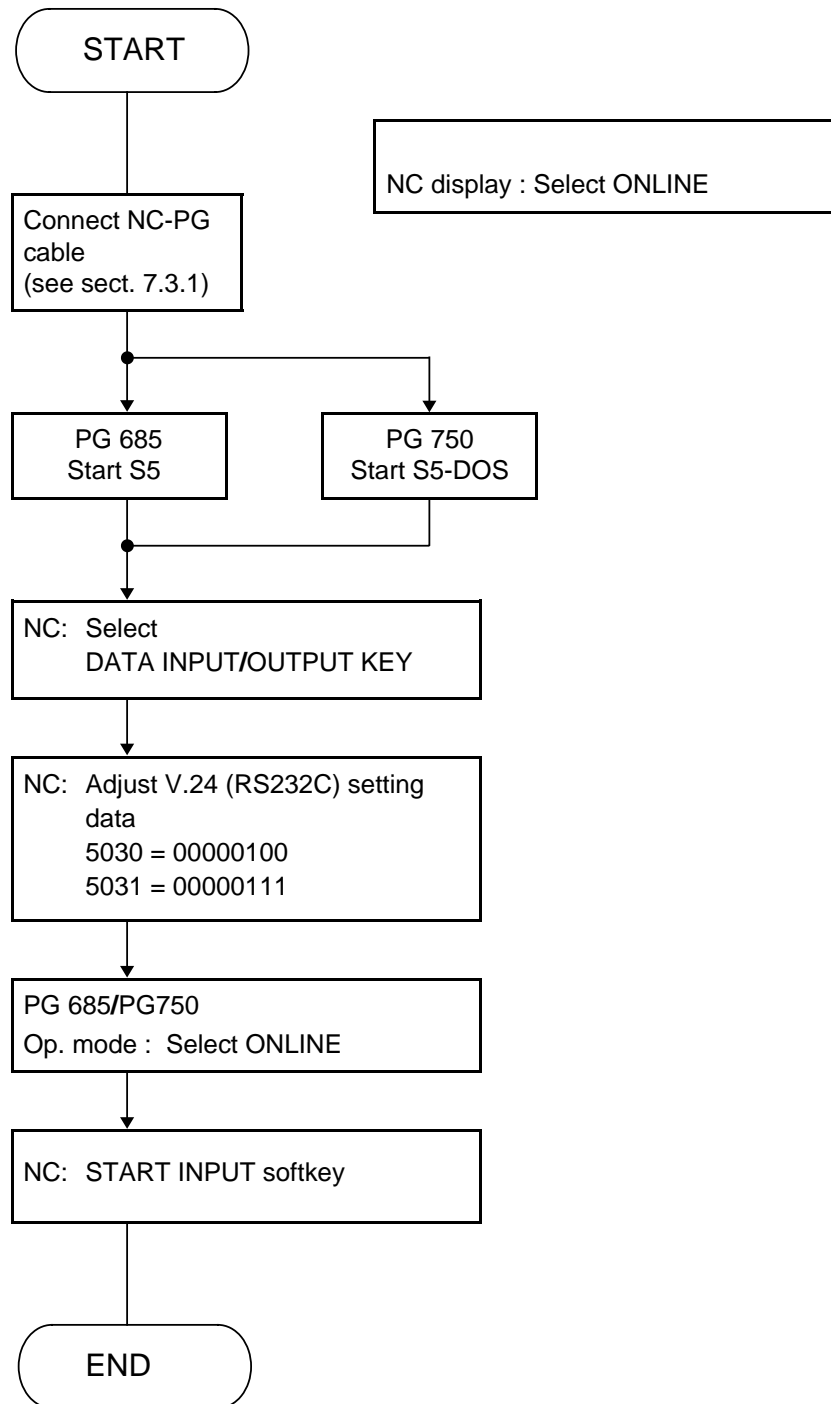 START
NC display : Select ONLINE
Connect NC-PG
cable
(see sect. 7.3.1)
PG 685
Start S5
PG 750
Start S5-DOS
NC: Select
DATA INPUT/OUTPUT KEY
NC: Adjust V.24 (RS232C) setting
data
5030 = 00000100
5031 = 00000111
PG 685/PG750
Op. mode : Select ONLINE
NC: START INPUT softkey
END